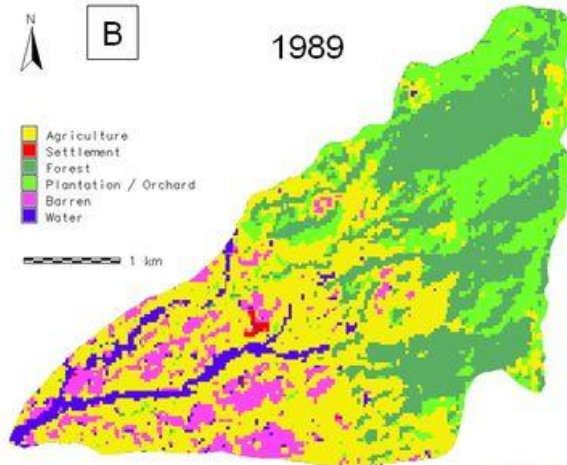 N
B
1989
Agriculture
Settlement
Forest
Plantation / Orchard
Barren
Water
1 km